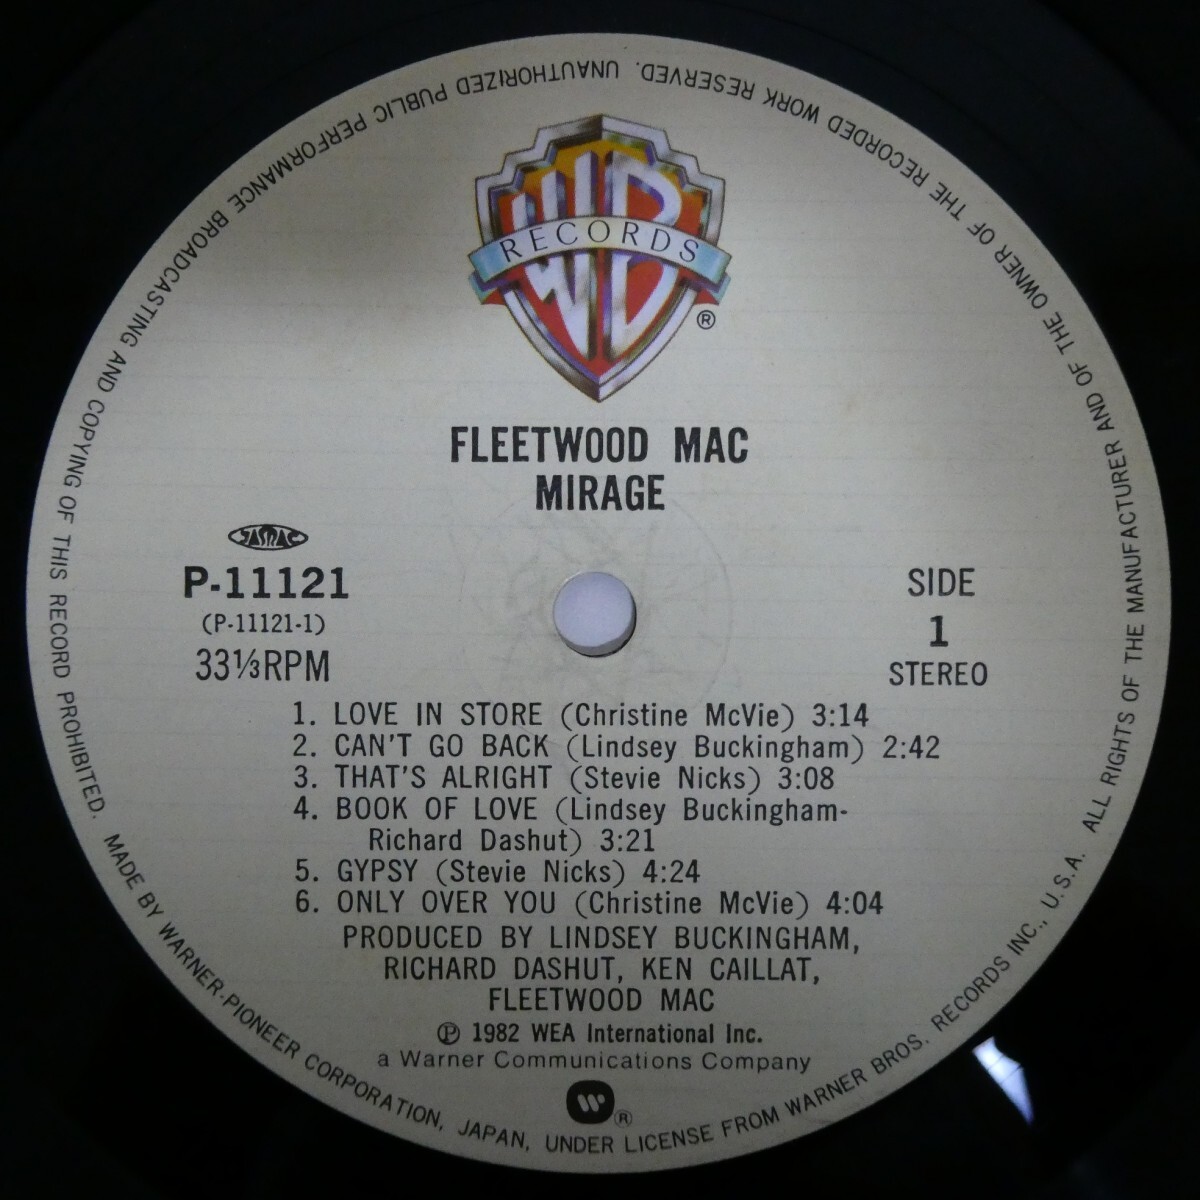 WB
RECORDS
®
FLEETWOOD MAC
MIRAGE
JASRAC
P-11121
(P-11121-1)
33⅓RPM
SIDE
1
STEREO
1. LOVE IN STORE (Christine McVie) 3:14
2. CAN'T GO BACK (Lindsey Buckingham) 2:42
3. THAT'S ALRIGHT (Stevie Nicks) 3:08
4. BOOK OF LOVE (Lindsey Buckingham-
Richard Dashut) 3:21
5. GYPSY (Stevie Nicks) 4:24
6. ONLY OVER YOU (Christine McVie) 4:04
PRODUCED BY LINDSEY BUCKINGHAM,
RICHARD DASHUT, KEN CAILLAT,
FLEETWOOD MAC
℗ 1982 WEA International Inc.
a Warner Communications Company
W ®
MADE BY WARNER-PIONEER CORPORATION, JAPAN, UNDER LICENSE FROM WARNER BROS. RECORDS INC., U.S.A. ALL RIGHTS OF THE MANUFACTURER AND OF THE OWNER OF THE RECORDED WORK RESERVED. UNAUTHORIZED PUBLIC PERFORMANCE BROADCASTING AND COPYING OF THIS RECORD PROHIBITED.